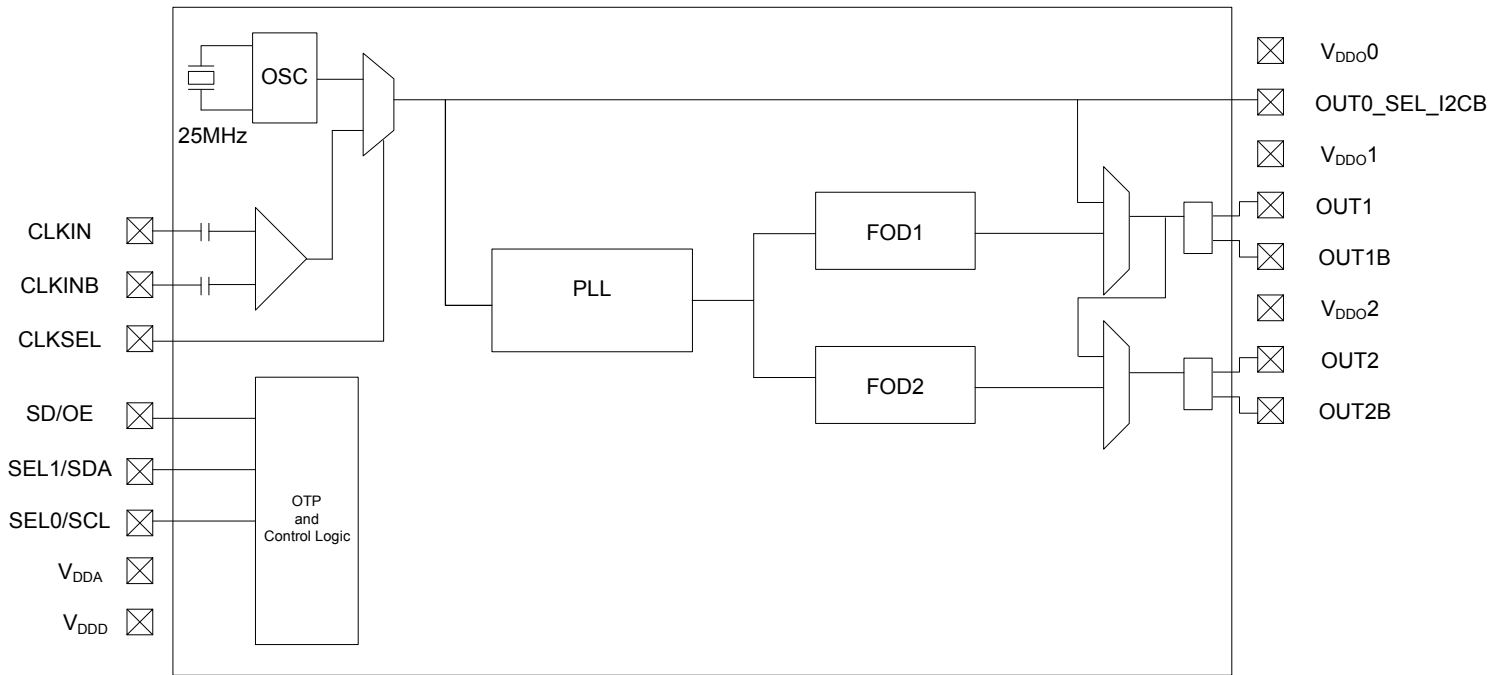 OSC
25MHz
CLKIN
CLKINB
CLKSEL
SD/OE
SEL1/SDA
SEL0/SCL
VDDA
VDDD
OTP
and
Control Logic
PLL
FOD1
FOD2
VDDO0
OUT0_SEL_I2CB
VDDO1
OUT1
OUT1B
VDDO2
OUT2
OUT2B